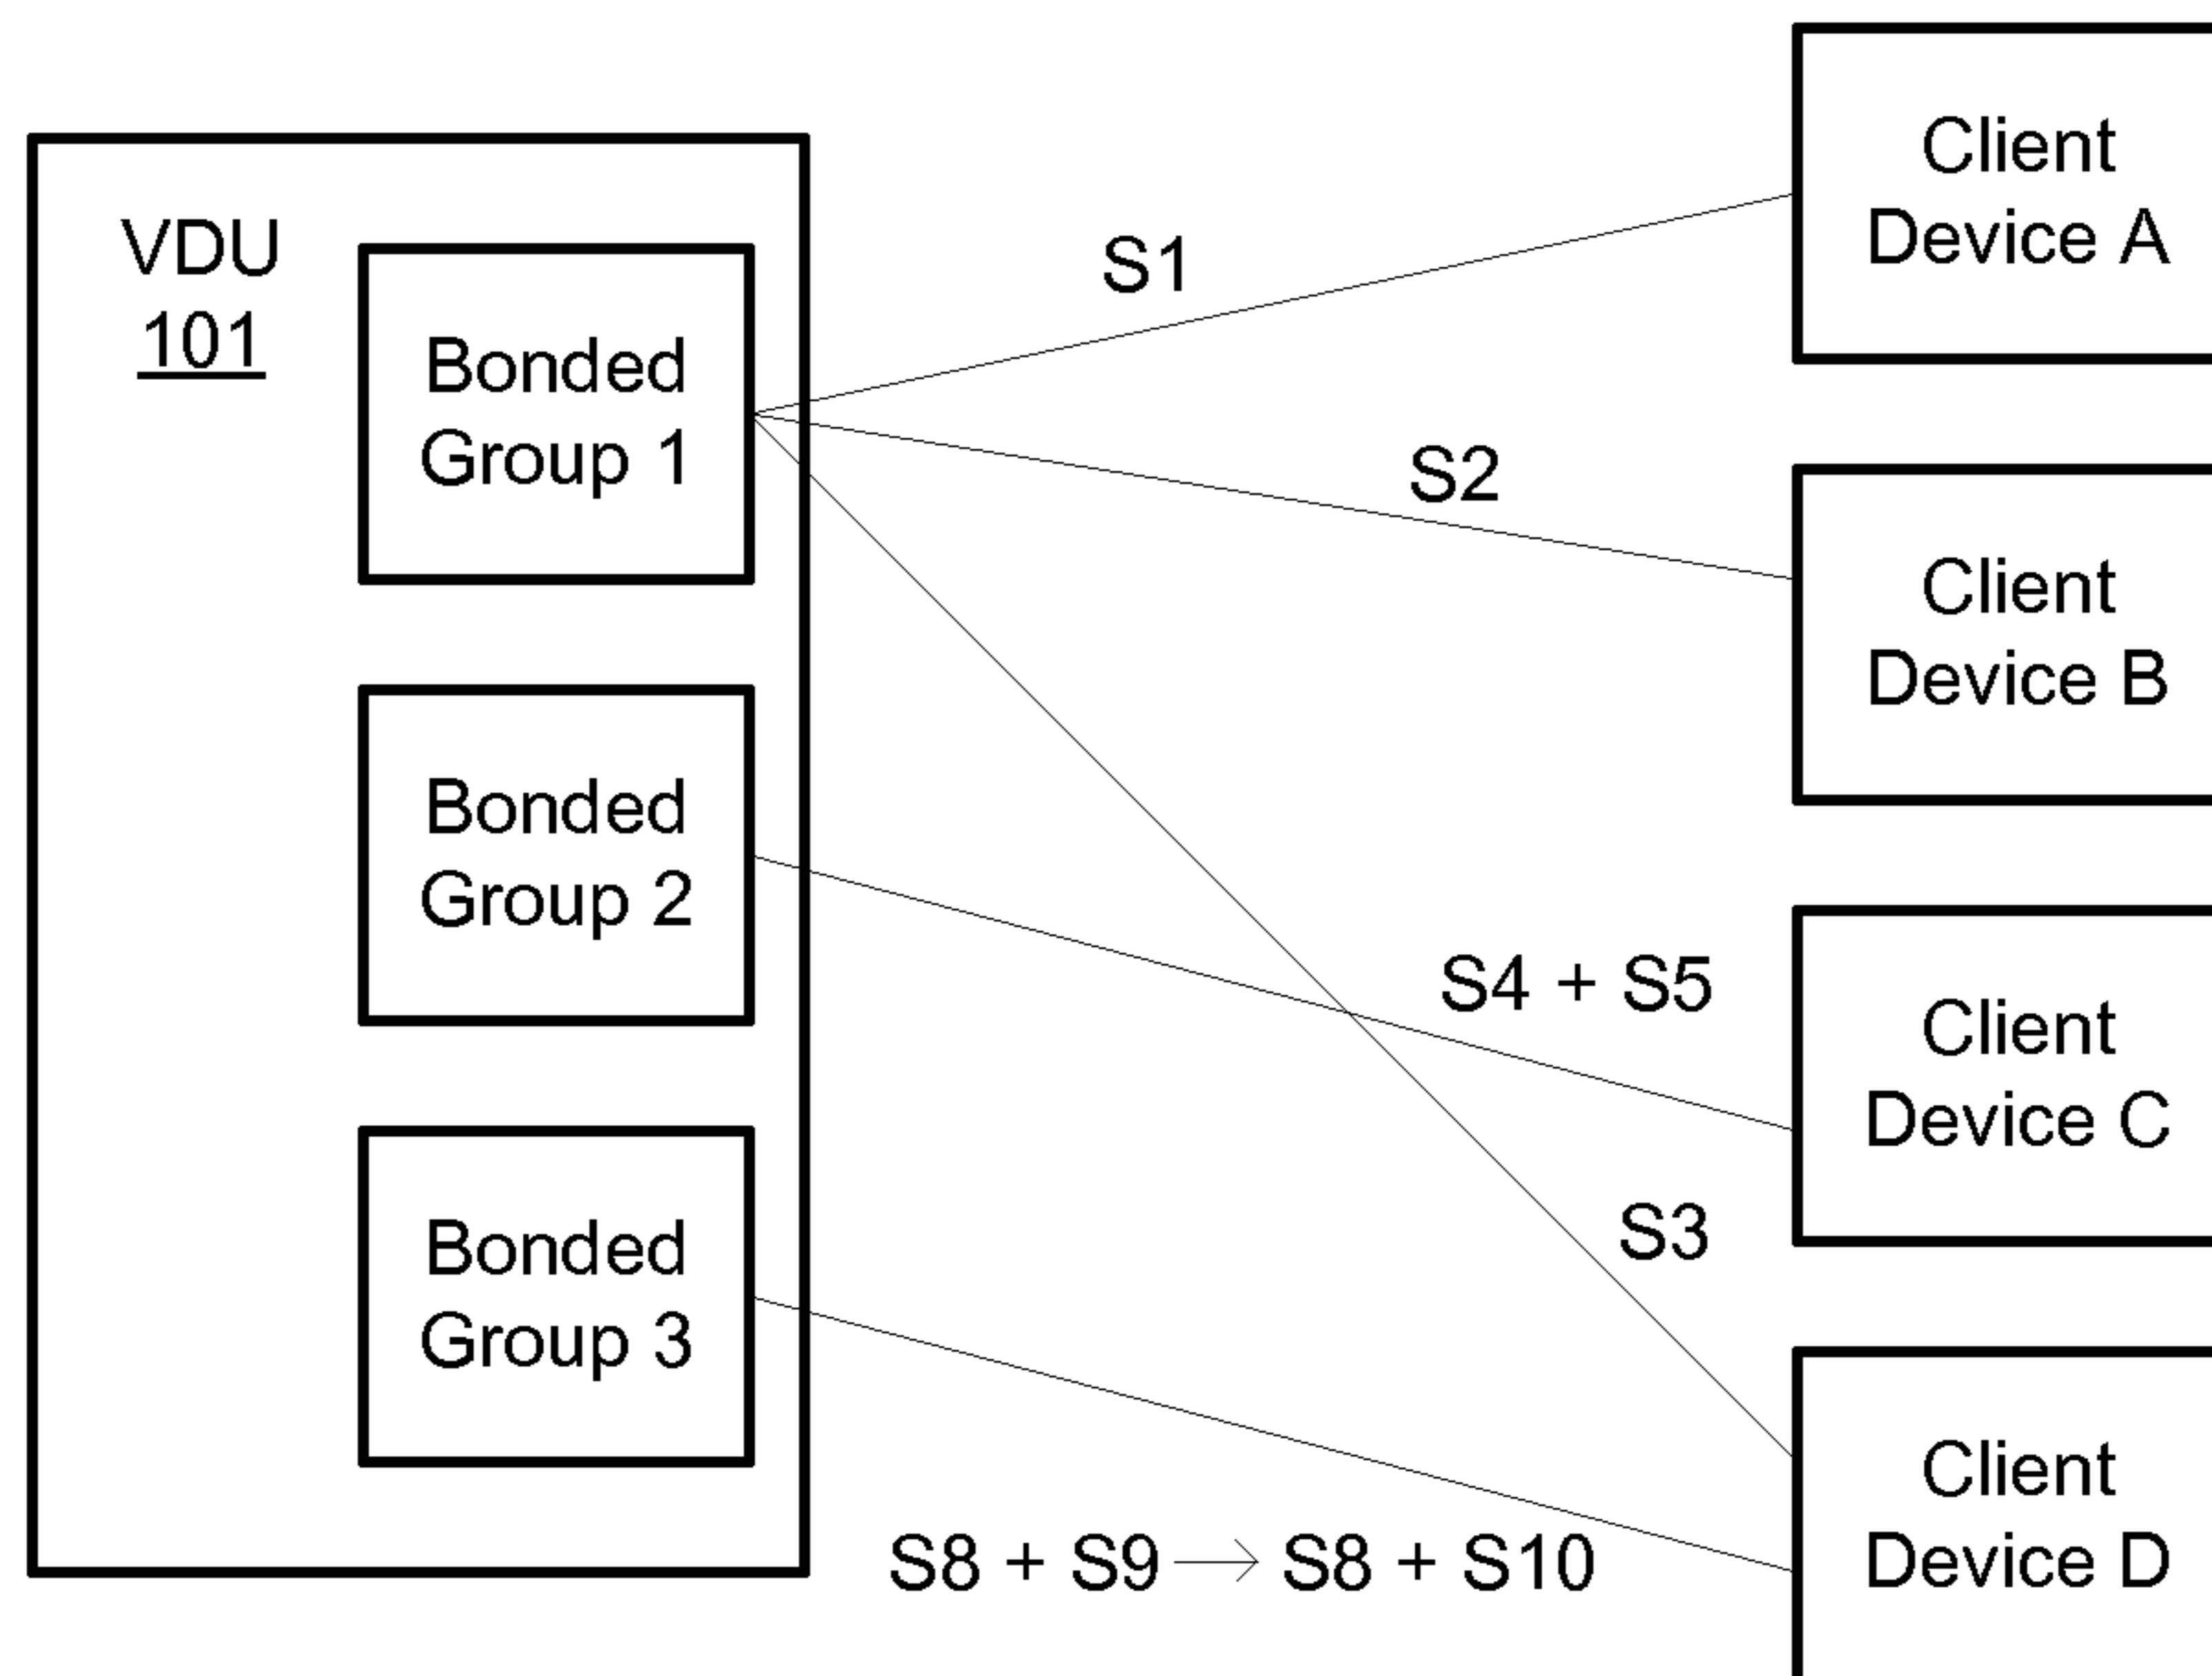 VDU
101
Bonded
Group 1
Bonded
Group 2
Bonded
Group 3
S1
S2
S4 + S5
S3
S8 + S9 → S8 + S10
Client
Device A
Client
Device B
Client
Device C
Client
Device D